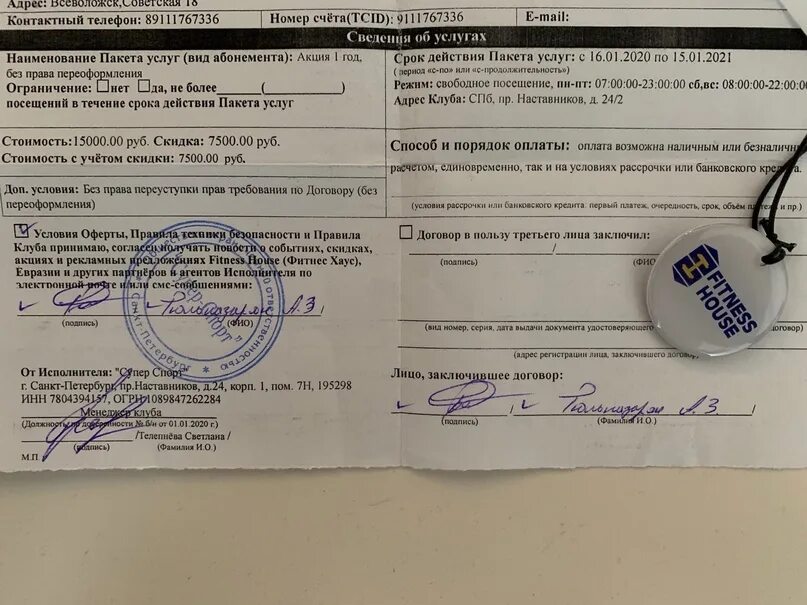 Адрес: Всеволожск,Советская 18
Контактный телефон: 89111767336
Номер счёта(TCID): 9111767336
E-mail:
Сведения об услугах
Наименование Пакета услуг (вид абонемента): Акция 1 год,
без права переоформления
Ограничение: нет да, не более ____(____)
посещений в течение срока действия Пакета услуг
Срок действия Пакета услуг: с 16.01.2020 по 15.01.2021
( период «с-по» или «с-продолжительность»)
Режим: свободное посещение, пн-пт: 07:00:00-23:00:00 сб,вс: 08:00:00-22:00:00
Адрес Клуба: СПб, пр. Наставников, д. 24/2
Стоимость:15000.00 руб. Скидка: 7500.00 руб.
Стоимость с учётом скидки: 7500.00 руб.
Способ и порядок оплаты: оплата возможна наличным или безналичным
расчетом, единовременно, так и на условиях рассрочки или банковского кредита.
(условия рассрочки или банковского кредита: первый платеж, очередность, срок, объём и пр.)
Доп. условия: Без права переуступки прав требования по Договору (без
переоформления)
Условия Оферты, Правила техники безопасности и Правила
Клуба принимаю, согласен получать новости о событиях, скидках,
акциях и рекламных предложениях Fitness House (Фитнес Хаус),
Евразии и других партнёров и агентов Исполнителя по
электронной почте и/или смс-сообщениями:
А.З.
(подпись) (ФИО)
Договор в пользу третьего лица заключил:
(подпись) (ФИО
(вид номер, серия, дата выдачи документа удостоверяющего
(адрес регистрации лица, заключившего договор)
FITNESS
HOUSE
От Исполнителя: "Супер Спорт"
г. Санкт-Петербург, пр.Наставников, д.24, корп. 1, пом. 7Н, 195298
ИНН 7804394157, ОГРН 1089847262284
Менеджер клуба
(Должность по доверенности № б/н от 01.01.2020 г.)
/Телепнёва Светлана /
(подпись) (Фамилия И.О.)
М.П.
Лицо, заключившее договор:
А.З.
(подпись) (Фамилия И.О.)
Санкт-Петербург
ответственностью
"Супер-Спорт"